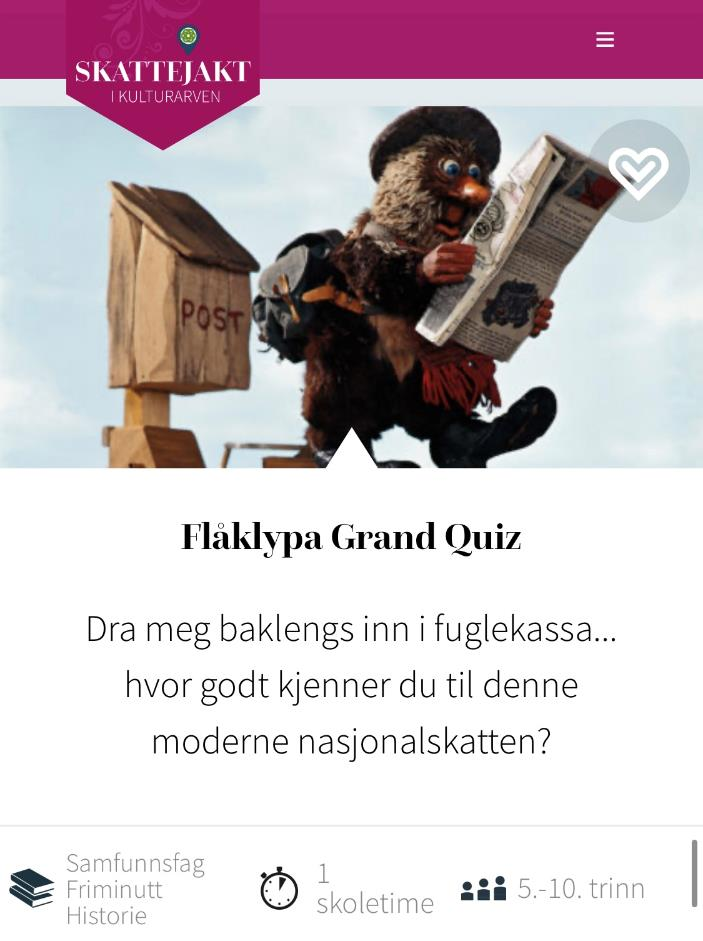 SKATTEJAKT
I KULTURARVEN
POST
Flåklypa Grand Quiz
Dra meg baklengs inn i fuglekassa...
hvor godt kjenner du til denne
moderne nasjonalskatten?
Samfunnsfag
Friminutt
Historie
1
skoletime
5.-10. trinn